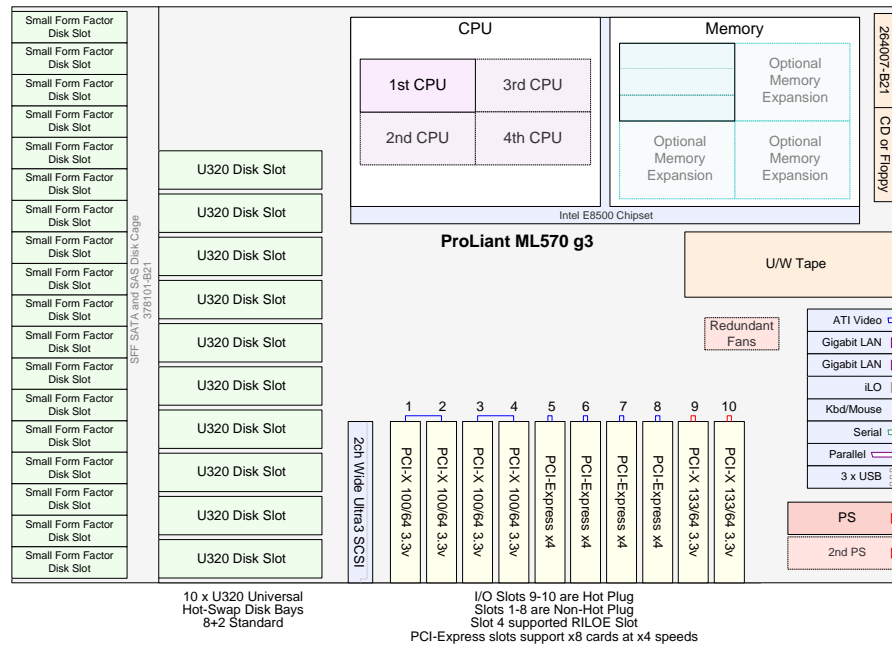 Small Form Factor
Disk Slot
Small Form Factor
Disk Slot
Small Form Factor
Disk Slot
Small Form Factor
Disk Slot
Small Form Factor
Disk Slot
Small Form Factor
Disk Slot
Small Form Factor
Disk Slot
Small Form Factor
Disk Slot
Small Form Factor
Disk Slot
Small Form Factor
Disk Slot
Small Form Factor
Disk Slot
Small Form Factor
Disk Slot
Small Form Factor
Disk Slot
Small Form Factor
Disk Slot
Small Form Factor
Disk Slot
Small Form Factor
Disk Slot
Small Form Factor
Disk Slot
Small Form Factor
Disk Slot
SFF SATA and SAS Disk Cage
378101-B21
U320 Disk Slot
U320 Disk Slot
U320 Disk Slot
U320 Disk Slot
U320 Disk Slot
U320 Disk Slot
U320 Disk Slot
U320 Disk Slot
U320 Disk Slot
U320 Disk Slot
10 x U320 Universal
Hot-Swap Disk Bays
8+2 Standard
CPU
1st CPU
3rd CPU
2nd CPU
4th CPU
Memory
Optional
Memory
Expansion
Optional
Memory
Expansion
Optional
Memory
Expansion
Intel E8500 Chipset
ProLiant ML570 g3
264007-B21
CD or Floppy
U/W Tape
Redundant
Fans
ATI Video
Gigabit LAN
Gigabit LAN
iLO
Kbd/Mouse
Serial
Parallel
3 x USB
PS
2nd PS
1 2 3 4 5 6 7 8 9 10
2ch Wide Ultra3 SCSI
PCI-X 100/64 3.3v
PCI-X 100/64 3.3v
PCI-X 100/64 3.3v
PCI-X 100/64 3.3v
PCI-Express x4
PCI-Express x4
PCI-Express x4
PCI-Express x4
PCI-X 133/64 3.3v
PCI-X 133/64 3.3v
I/O Slots 9-10 are Hot Plug
Slots 1-8 are Non-Hot Plug
Slot 4 supported RILOE Slot
PCI-Express slots support x8 cards at x4 speeds